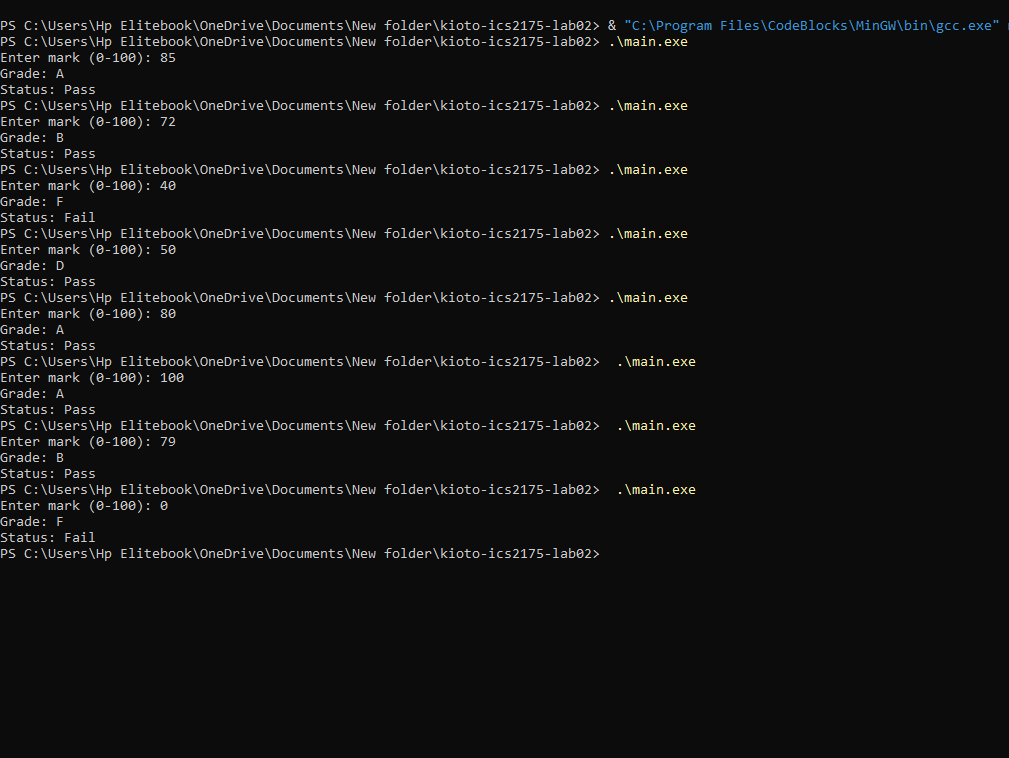 PS C:\Users\Hp Elitebook\OneDrive\Documents\New folder\kioto-ics2175-lab02> & "C:\Program Files\CodeBlocks\MinGW\bin\gcc.exe"
PS C:\Users\Hp Elitebook\OneDrive\Documents\New folder\kioto-ics2175-lab02> .\main.exe
Enter mark (0-100): 85
Grade: A
Status: Pass
PS C:\Users\Hp Elitebook\OneDrive\Documents\New folder\kioto-ics2175-lab02> .\main.exe
Enter mark (0-100): 72
Grade: B
Status: Pass
PS C:\Users\Hp Elitebook\OneDrive\Documents\New folder\kioto-ics2175-lab02> .\main.exe
Enter mark (0-100): 40
Grade: F
Status: Fail
PS C:\Users\Hp Elitebook\OneDrive\Documents\New folder\kioto-ics2175-lab02> .\main.exe
Enter mark (0-100): 50
Grade: D
Status: Pass
PS C:\Users\Hp Elitebook\OneDrive\Documents\New folder\kioto-ics2175-lab02> .\main.exe
Enter mark (0-100): 80
Grade: A
Status: Pass
PS C:\Users\Hp Elitebook\OneDrive\Documents\New folder\kioto-ics2175-lab02>  .\main.exe
Enter mark (0-100): 100
Grade: A
Status: Pass
PS C:\Users\Hp Elitebook\OneDrive\Documents\New folder\kioto-ics2175-lab02>  .\main.exe
Enter mark (0-100): 79
Grade: B
Status: Pass
PS C:\Users\Hp Elitebook\OneDrive\Documents\New folder\kioto-ics2175-lab02>  .\main.exe
Enter mark (0-100): 0
Grade: F
Status: Fail
PS C:\Users\Hp Elitebook\OneDrive\Documents\New folder\kioto-ics2175-lab02>